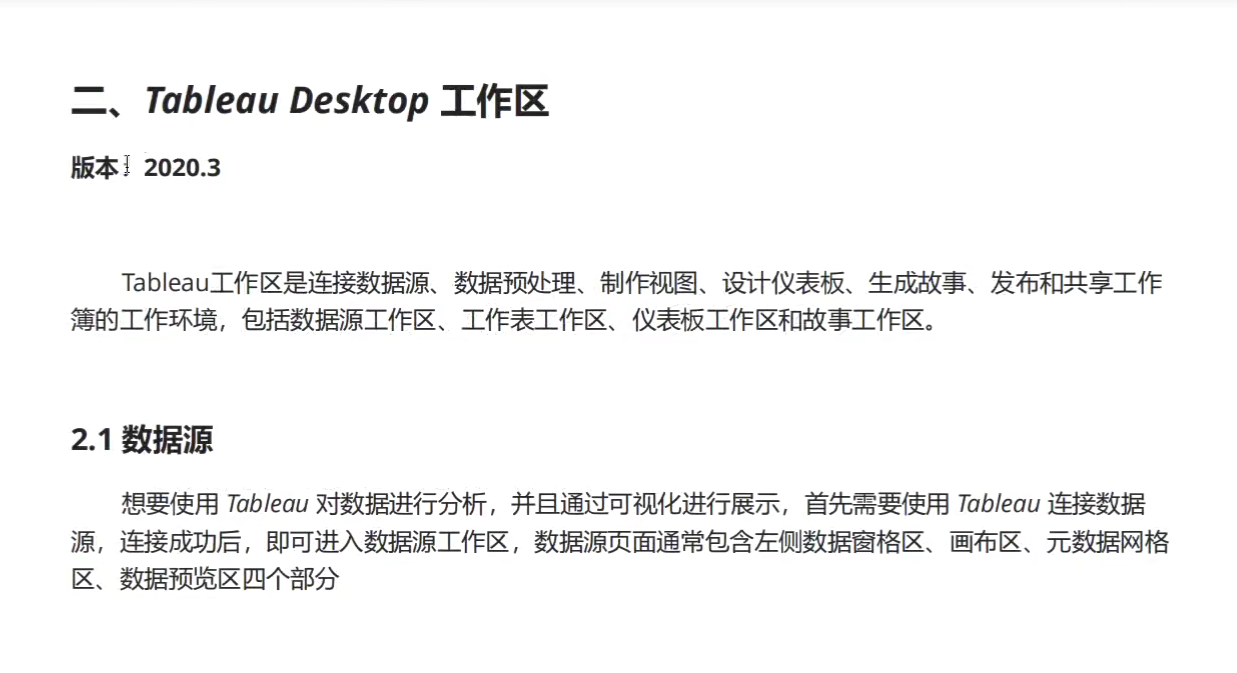 二、Tableau Desktop 工作区
版本：2020.3
Tableau工作区是连接数据源、数据预处理、制作视图、设计仪表板、生成故事、发布和共享工作
簿的工作环境，包括数据源工作区、工作表工作区、仪表板工作区和故事工作区。
2.1 数据源
想要使用 Tableau 对数据进行分析，并且通过可视化进行展示，首先需要使用 Tableau 连接数据
源，连接成功后，即可进入数据源工作区，数据源页面通常包含左侧数据窗格区、画布区、元数据网格
区、数据预览区四个部分